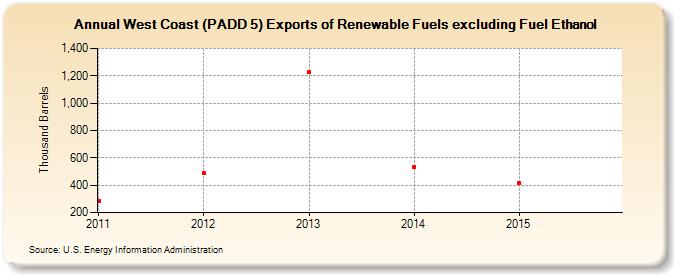 Annual West Coast (PADD 5) Exports of Renewable Fuels excluding Fuel Ethanol
Thousand Barrels
1,400
1,200
1,000
800
600
400
200
2011 2012 2013 2014 2015
Source: U.S. Energy Information Administration